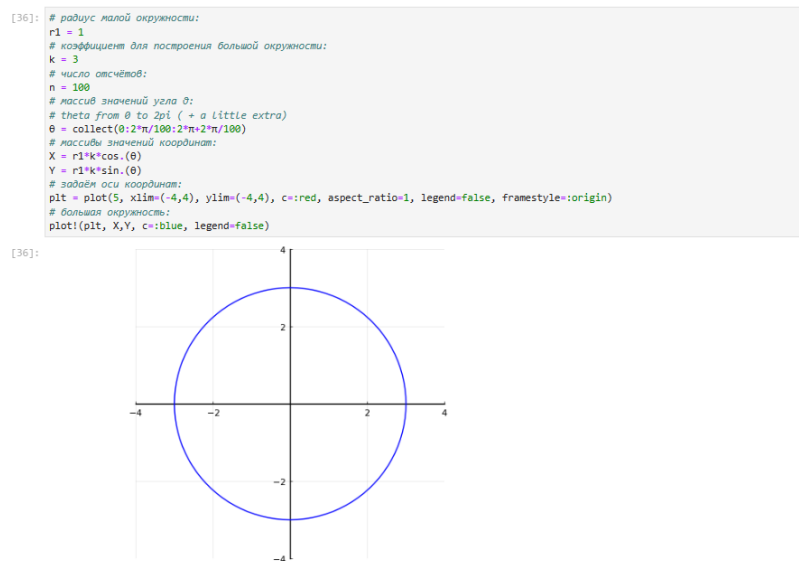 [36]: # радиус малой окружности:
r1 = 1
# коэффициент для построения большой окружности:
k = 3
# число отсчётов:
n = 100
# массив значений угла θ:
# theta from 0 to 2pi ( + a little extra)
θ = collect(0:2*π/100:2*π+2*π/100)
# массивы значений координат:
X = r1*k*cos.(θ)
Y = r1*k*sin.(θ)
# задаём оси координат:
plt = plot(5, xlim=(-4,4), ylim=(-4,4), c=:red, aspect_ratio=1, legend=false, framestyle=:origin)
# большая окружность:
plot!(plt, X,Y, c=:blue, legend=false)
[36]:
4
2
−4 −2 2 4
−2
−4